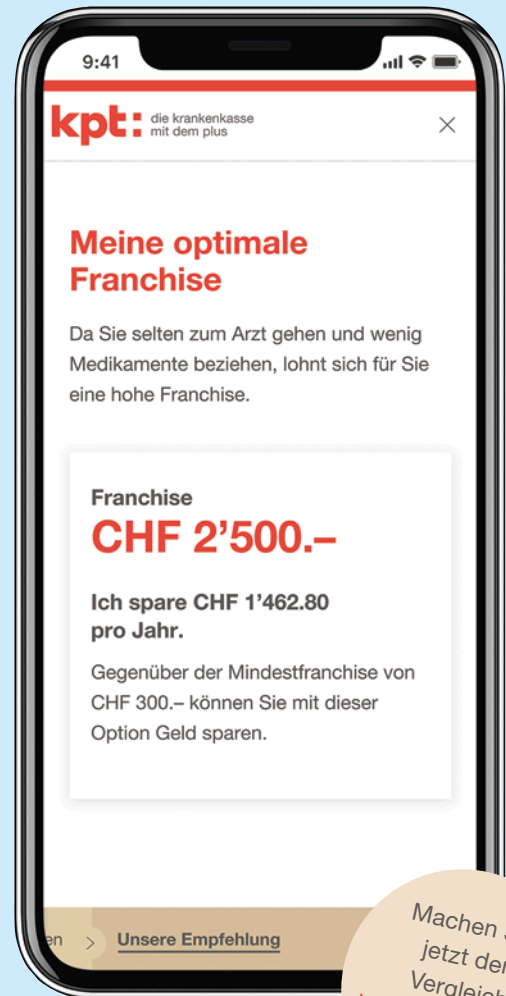 9:41
kpt:
die krankenkasse
mit dem plus
Meine optimale
Franchise
Da Sie selten zum Arzt gehen und wenig
Medikamente beziehen, lohnt sich für Sie
eine hohe Franchise.
Franchise
CHF 2’500.–
Ich spare CHF 1’462.80
pro Jahr.
Gegenüber der Mindestfranchise von
CHF 300.– können Sie mit dieser
Option Geld sparen.
en > Unsere Empfehlung
Machen
jetzt
Vergleich